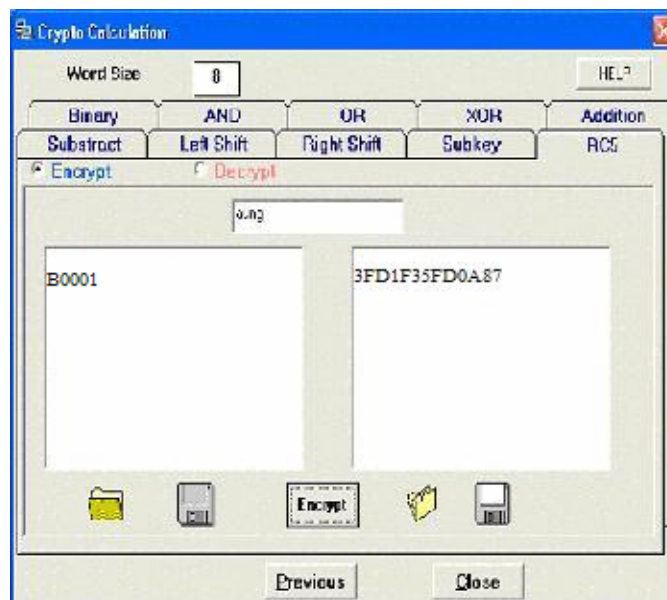 Crypto Calculation
Word Size 8 HELP
Binary AND OR XOR Addition
Substract Left Shift Right Shift Subkey RC5
Encrypt Decrypt
aung
B0001 3FD1F35FD0A87
Encrypt
Previous Close